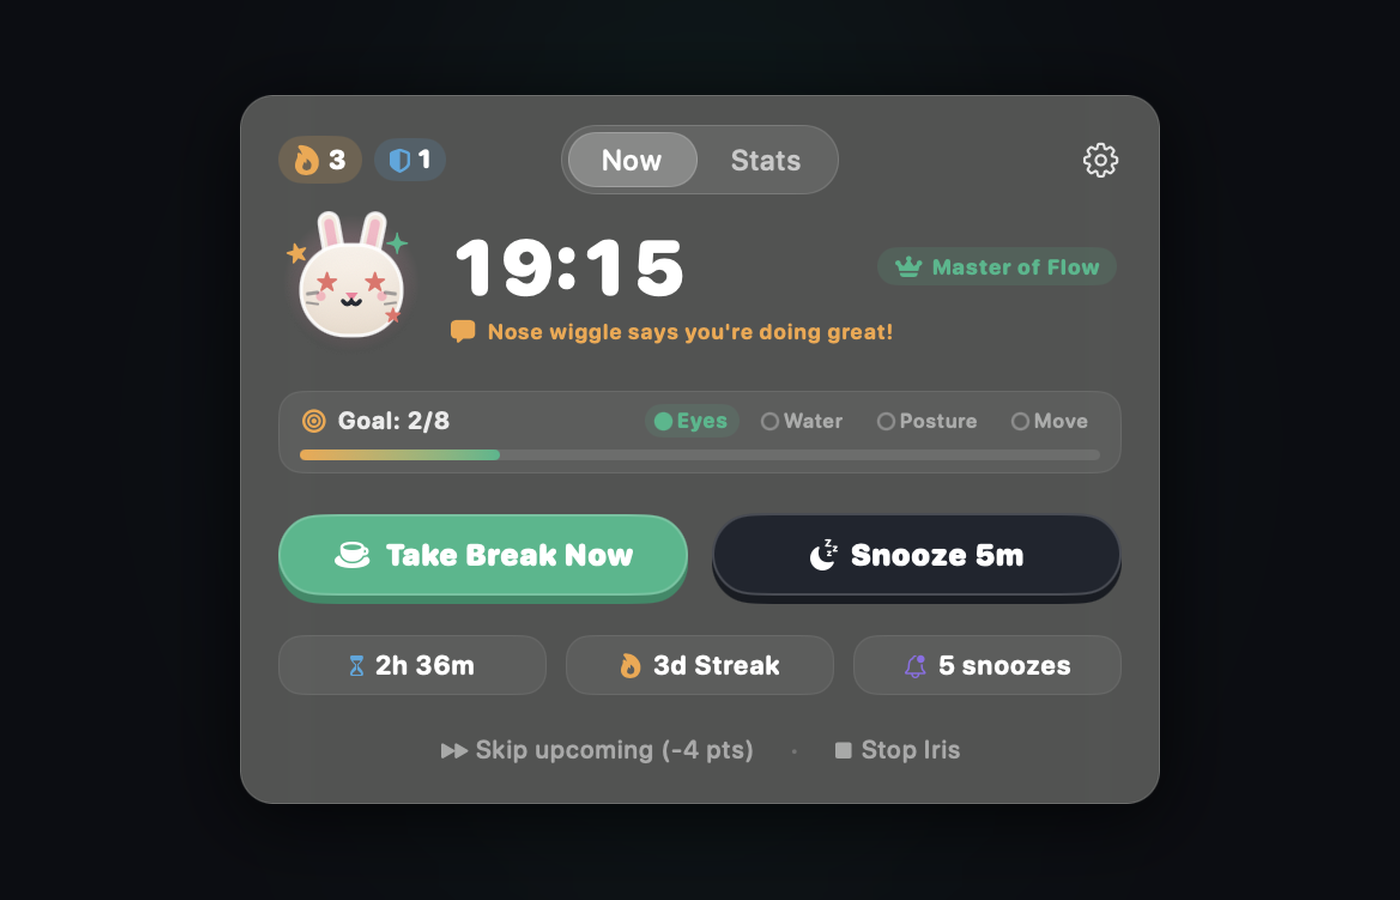 3 1 Now Stats
19:15
Master of Flow
Nose wiggle says you're doing great!
Goal: 2/8 Eyes Water Posture Move
Take Break Now Snooze 5m
2h 36m 3d Streak 5 snoozes
Skip upcoming (-4 pts) · Stop Iris